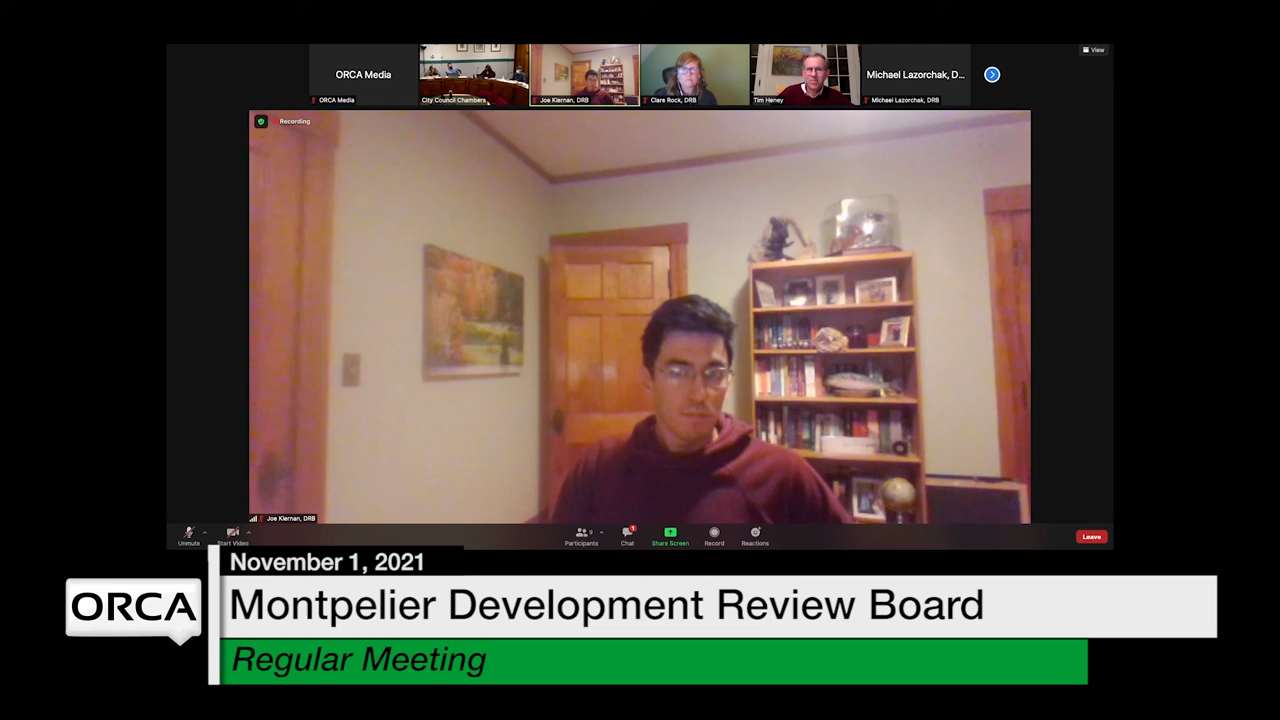 View
ORCA Media
Michael Lazorchak, D...
ORCA Media
City Council Chambers
Joe Kiernan, DRB
Clare Rock, DRB
Tim Heney
Michael Lazorchak, DRB
Recording
Joe Kiernan, DRB
1
9
Unmute
Start Video
Participants
Chat
Share Screen
Record
Reactions
Leave
November 1, 2021
ORCA
Montpelier Development Review Board
Regular Meeting